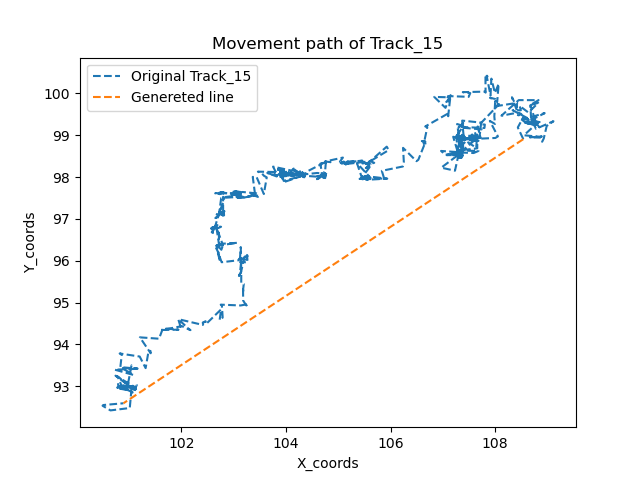 Movement path of Track_15
Original Track_15
Genereted line
100
99
98
97
96
95
94
93
Y_coords
102
104
106
108
X_coords